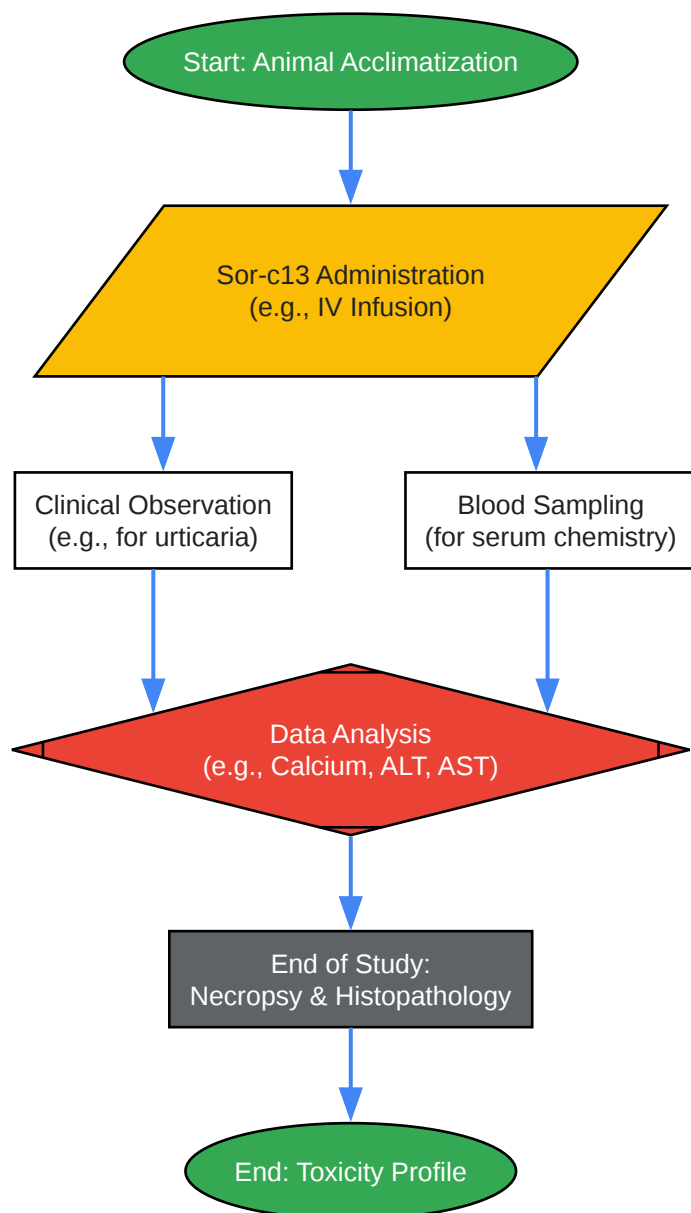 Start: Animal Acclimatization
Sor-c13 Administration
(e.g., IV Infusion)
Clinical Observation
(e.g., for urticaria)
Blood Sampling
(for serum chemistry)
Data Analysis
(e.g., Calcium, ALT, AST)
End of Study:
Necropsy & Histopathology
End: Toxicity Profile